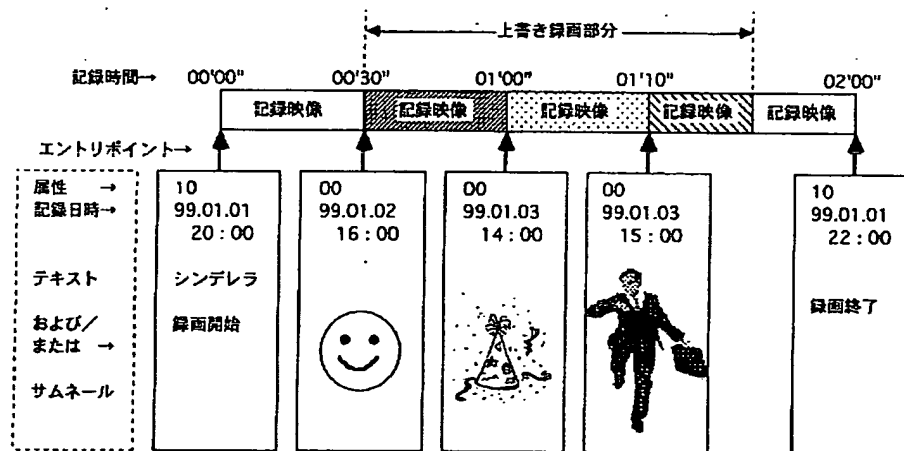 上書き録画部分
記録時間→ 00'00" 00'30" 01'00" 01'10" 02'00"
記録映像 記録映像 記録映像 記録映像 記録映像
エントリポイント→
属性 → 10 00 00 00 10
記録日時→ 99.01.01 99.01.02 99.01.03 99.01.03 99.01.01
20:00 16:00 14:00 15:00 22:00
テキスト シンデレラ
録画終了
および/ 録画開始
または →
サムネール